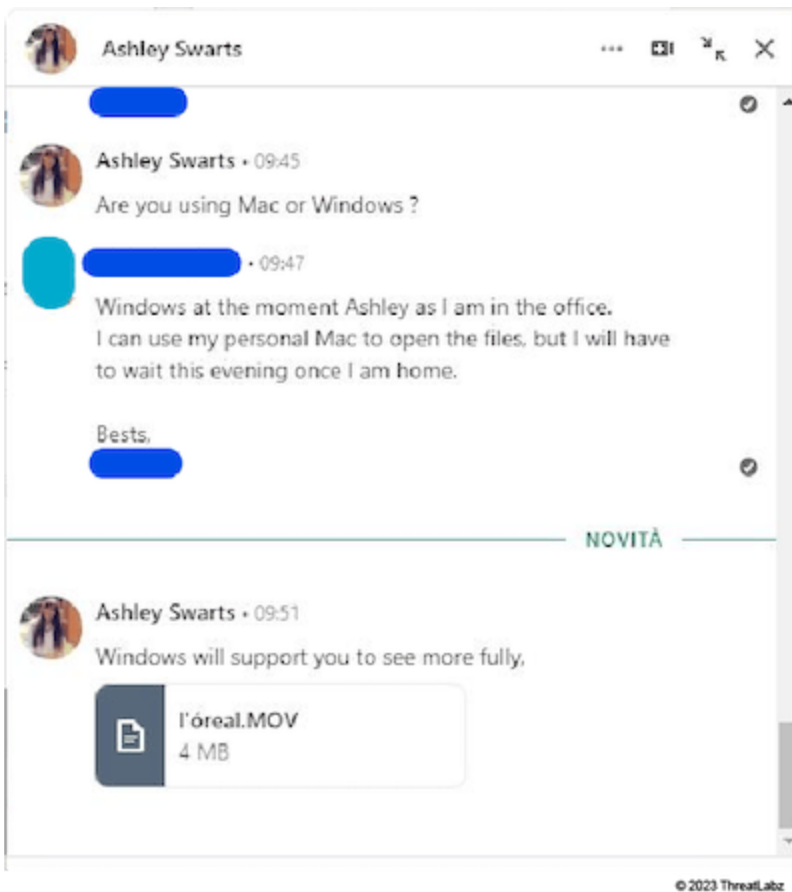 Ashley Swarts
Ashley Swarts • 09:45
Are you using Mac or Windows ?
• 09:47
Windows at the moment Ashley as I am in the office.
I can use my personal Mac to open the files, but I will have
to wait this evening once I am home.
Bests,
NOVITÀ
Ashley Swarts • 09:51
Windows will support you to see more fully,
l'óreal.MOV
4 MB
© 2023 ThreatLabz